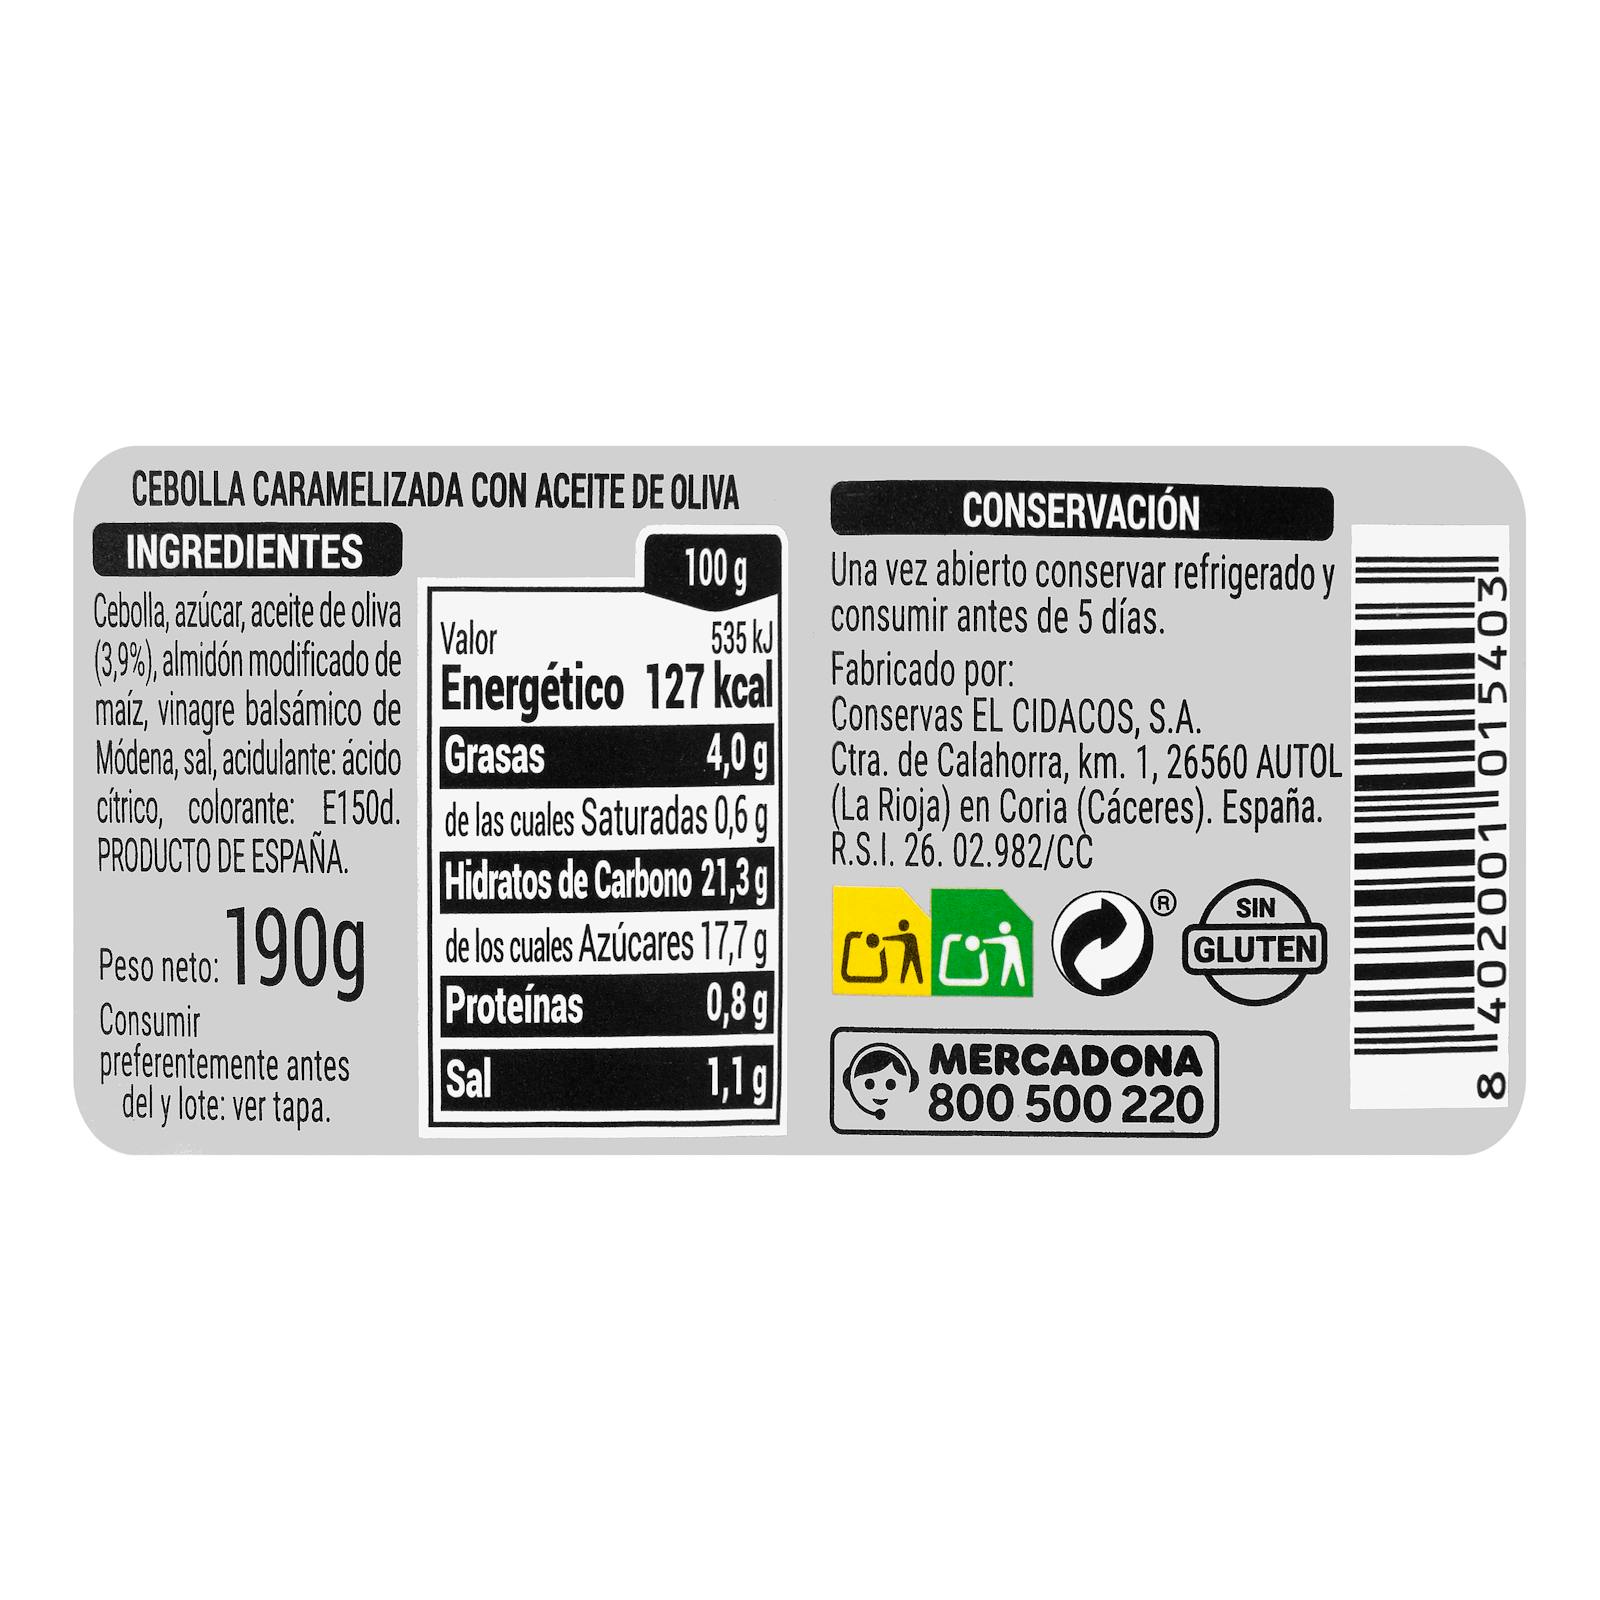 CEBOLLA CARAMELIZADA CON ACEITE DE OLIVA
INGREDIENTES
Cebolla, azúcar, aceite de oliva
(3,9%), almidón modificado de
maíz, vinagre balsámico de
Módena, sal, acidulante: ácido
cítrico, colorante: E150d.
PRODUCTO DE ESPAÑA.
Peso neto: 190g
Consumir
preferentemente antes
del y lote: ver tapa.
100 g
Valor 535 kJ
Energético 127 kcal
Grasas 4,0 g
de las cuales Saturadas 0,6 g
Hidratos de Carbono 21,3 g
de los cuales Azúcares 17,7 g
Proteínas 0,8 g
Sal 1,1 g
CONSERVACIÓN
Una vez abierto conservar refrigerado y
consumir antes de 5 días.
Fabricado por:
Conservas EL CIDACOS, S.A.
Ctra. de Calahorra, km. 1, 26560 AUTOL
(La Rioja) en Coria (Cáceres). España.
R.S.I. 26. 02.982/CC
®
SIN
GLUTEN
MERCADONA
800 500 220
8 402001 015403